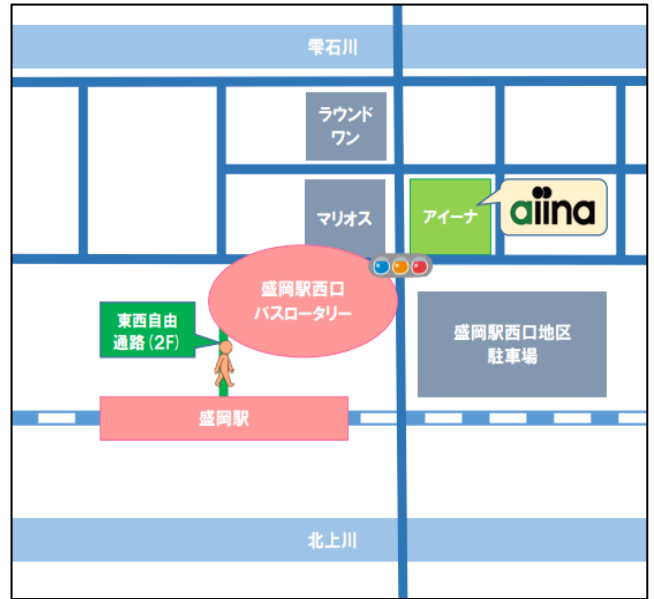 雫石川
ラウンド
ワン
マリオス
アイーナ
aiina
盛岡駅西口
バスロータリー
東西自由
通路(2F)
盛岡駅西口地区
駐車場
盛岡駅
北上川